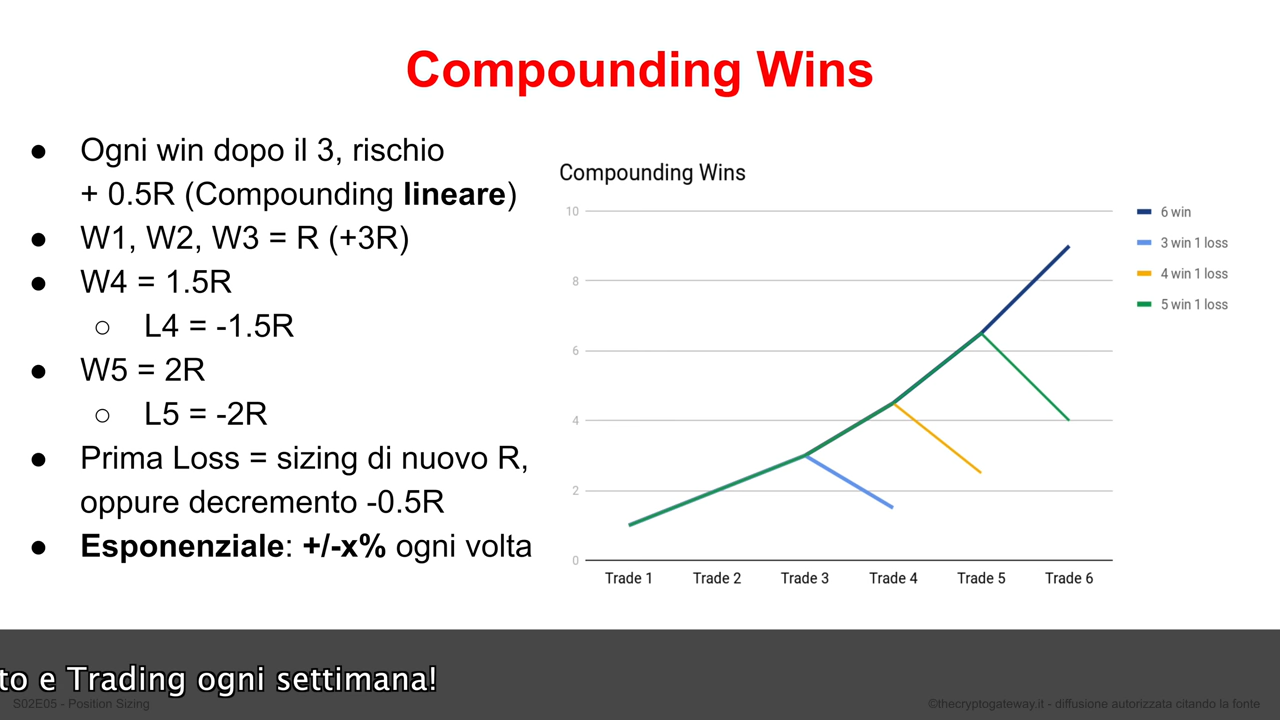 Compounding Wins
● Ogni win dopo il 3, rischio
+ 0.5R (Compounding lineare)
● W1, W2, W3 = R (+3R)
● W4 = 1.5R
○ L4 = -1.5R
● W5 = 2R
○ L5 = -2R
● Prima Loss = sizing di nuovo R,
oppure decremento -0.5R
● Esponenziale: +/-x% ogni volta
Compounding Wins
10
8
6
4
2
0
Trade 1 Trade 2 Trade 3 Trade 4 Trade 5 Trade 6
6 win
3 win 1 loss
4 win 1 loss
5 win 1 loss
to e Trading ogni settimana!
S02E05 - Position Sizing
©thecryptogateway.it - diffusione autorizzata citando la fonte